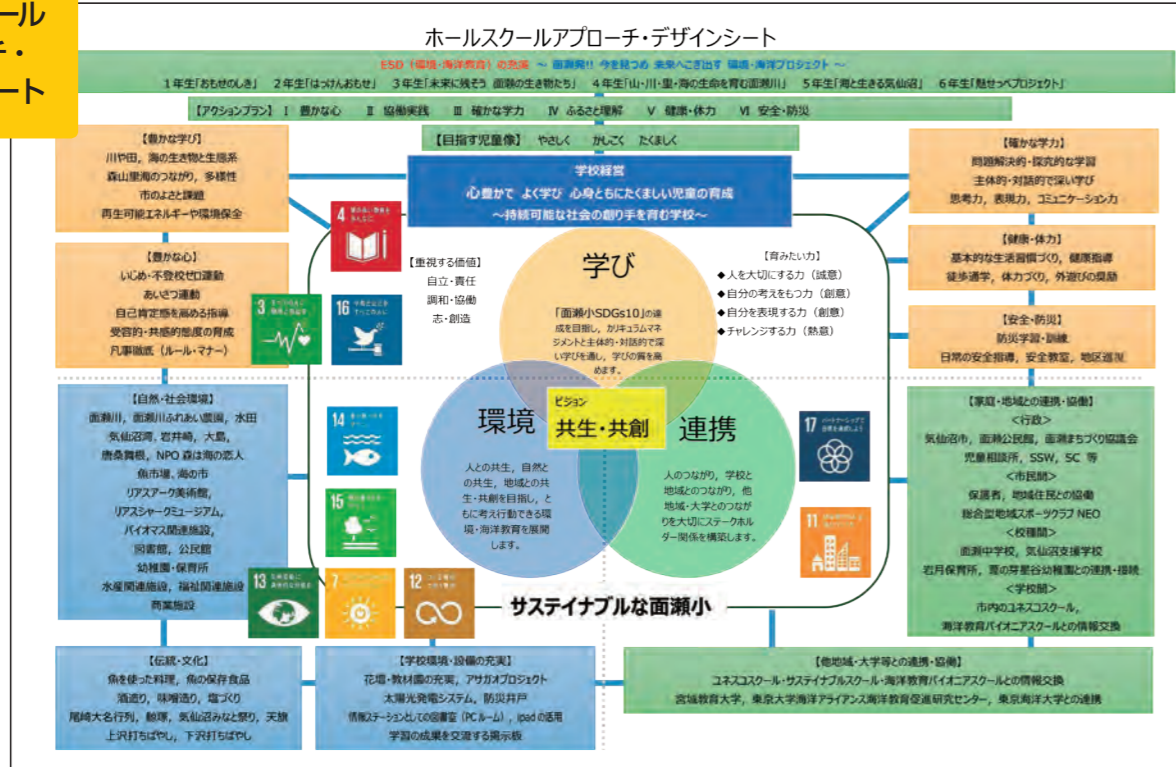 ール
チ・
ート
ホールスクールアプローチ・デザインシート
ESD（環境・海洋教育）の充実 ～ 面瀬発!! 今を見つめ 未来へこぎ出す 環境・海洋プロジェクト ～
1年生「おもせのしき」 2年生「はっけんおもせ」 3年生「未来に残そう 面瀬の生き物たち」 4年生「山・川・里・海の生命を育む面瀬川」 5年生「海と生きる気仙沼」 6年生「魅せっぺプロジェクト」
【アクションプラン】 Ⅰ 豊かな心 Ⅱ 協働実践 Ⅲ 確かな学力 Ⅳ ふるさと理解 Ⅴ 健康・体力 Ⅵ 安全・防災
【目指す児童像】 やさしく かしこく たくましく
学校経営
心豊かで よく学び 心身ともにたくましい児童の育成
～持続可能な社会の創り手を育む学校～
【豊かな学び】
川や田，海の生き物と生態系
森山里海のつながり，多様性
市のよさと課題
再生可能エネルギーや環境保全
【豊かな心】
いじめ・不登校ゼロ運動
あいさつ運動
自己肯定感を高める指導
受容的・共感的態度の育成
凡事徹底（ルール・マナー）
【自然・社会環境】
面瀬川，面瀬川ふれあい農園，水田
気仙沼湾，岩井崎，大島，
唐桑舞根，NPO 森は海の恋人
魚市場、海の市
リアスアーク美術館，
リアスシャークミュージアム，
バイオマス関連施設，
図書館，公民館
幼稚園・保育所
水産関連施設，福祉関連施設
商業施設
【伝統・文化】
魚を使った料理，魚の保存食品
酒造り，味噌造り，塩づくり
尾崎大名行列，鯨塚，気仙沼みなと祭り，天旗
上沢打ちばやし，下沢打ちばやし
【学校環境・設備の充実】
花壇・教材園の充実，アサガオプロジェクト
太陽光発電システム，防災井戸
情報ステーションとしての図書室（PCルーム），ipadの活用
学習の成果を交流する掲示板
4
3
16
14
15
13
7
12
17
パートナーシップで
11
【重視する価値】
自立・責任
調和・協働
志・創造
【育みたい力】
◆人を大切にする力（誠意）
◆自分の考えをもつ力（創意）
◆自分を表現する力（創意）
◆チャレンジする力（熱意）
学び
「面瀬小SDGs10」の達
成を目指し，カリキュラムマネ
ジメントと主体的・対話的で深
い学びを通し，学びの質を高
めます。
環境
人との共生，自然と
の共生，地域との共
生・共創を目指し，と
もに考え行動できる環
境・海洋教育を展開
します。
ビジョン
共生・共創
連携
人のつながり，学校と
地域とのつながり，他
地域・大学とのつなが
りを大切にステークホル
ダー関係を構築します。
サステイナブルな面瀬小
【確かな学力】
問題解決的・探究的な学習
主体的・対話的で深い学び
思考力，表現力，コミュニケーション力
【健康・体力】
基本的な生活習慣づくり，健康指導
徒歩通学，体力づくり，外遊びの奨励
【安全・防災】
防災学習・訓練
日常の安全指導，安全教室，地区巡視
【家庭・地域との連携・協働】
＜行政＞
気仙沼市，面瀬公民館，面瀬まちづくり協議会
児童相談所，SSW，SC 等
＜市民間＞
保護者，地域住民との協働
総合型地域スポーツクラブNEO
＜校種間＞
面瀬中学校，気仙沼支援学校
岩月保育所，葦の芽星谷幼稚園との連携・接続
＜学校間＞
市内のユネスコスクール，
海洋教育パイオニアスクールとの情報交換
【他地域・大学等との連携・協働】
ユネスコスクール・サステイナブルスクール・海洋教育パイオニアスクールとの情報交換
宮城教育大学，東京大学海洋アライアンス海洋教育促進研究センター，東京海洋大学との連携